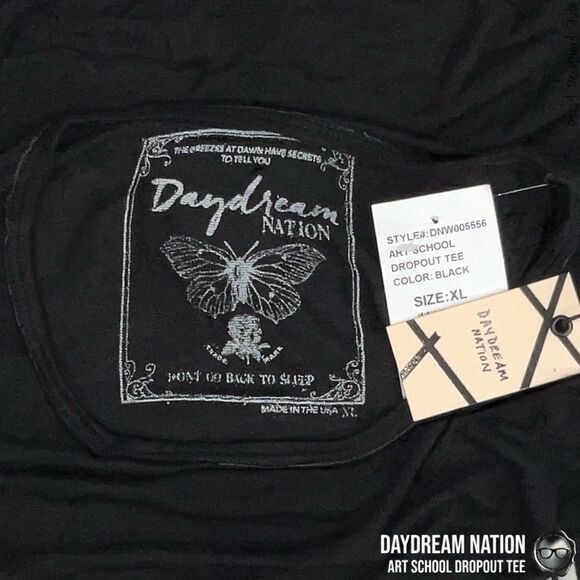 THE BREEZES AT DAWN HAVE SECRETS
TO TELL YOU
Daydream
NATION
TRADE MARK
DONT GO BACK TO SLEEP
MADE IN THE USA XL
STYLE#:DNW005556
ART SCHOOL
DROPOUT TEE
COLOR: BLACK
SIZE:XL
DAYDREAM
NATION
DAYDREAM NATION
ART SCHOOL DROPOUT TEE